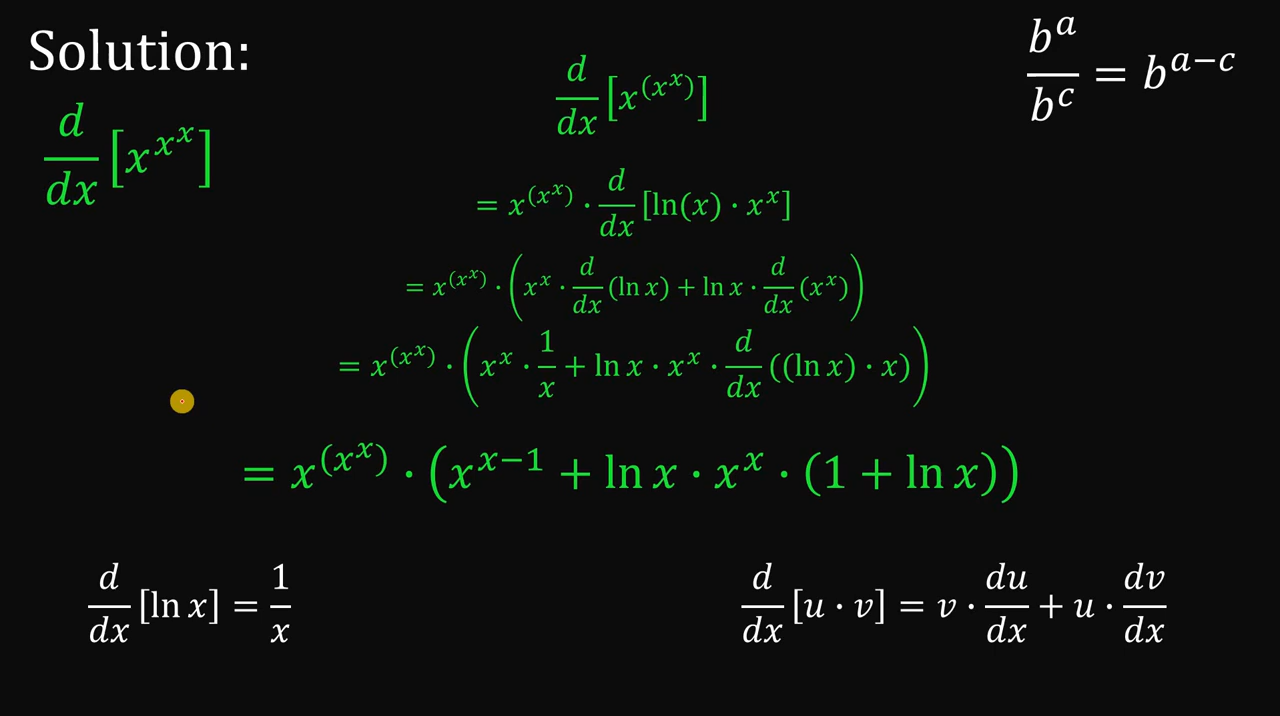 Solution:
d/dx [x^x^x]
d/dx [x^(x^x)]
b^a/b^c = b^(a−c)
= x^(x^x) · d/dx [ln(x) · x^x]
= x^(x^x) · (x^x · d/dx (ln x) + ln x · d/dx (x^x))
= x^(x^x) · (x^x · 1/x + ln x · x^x · d/dx ((ln x) · x))
= x^(x^x) · (x^(x−1) + ln x · x^x · (1 + ln x))
d/dx [ln x] = 1/x
d/dx [u · v] = v · du/dx + u · dv/dx